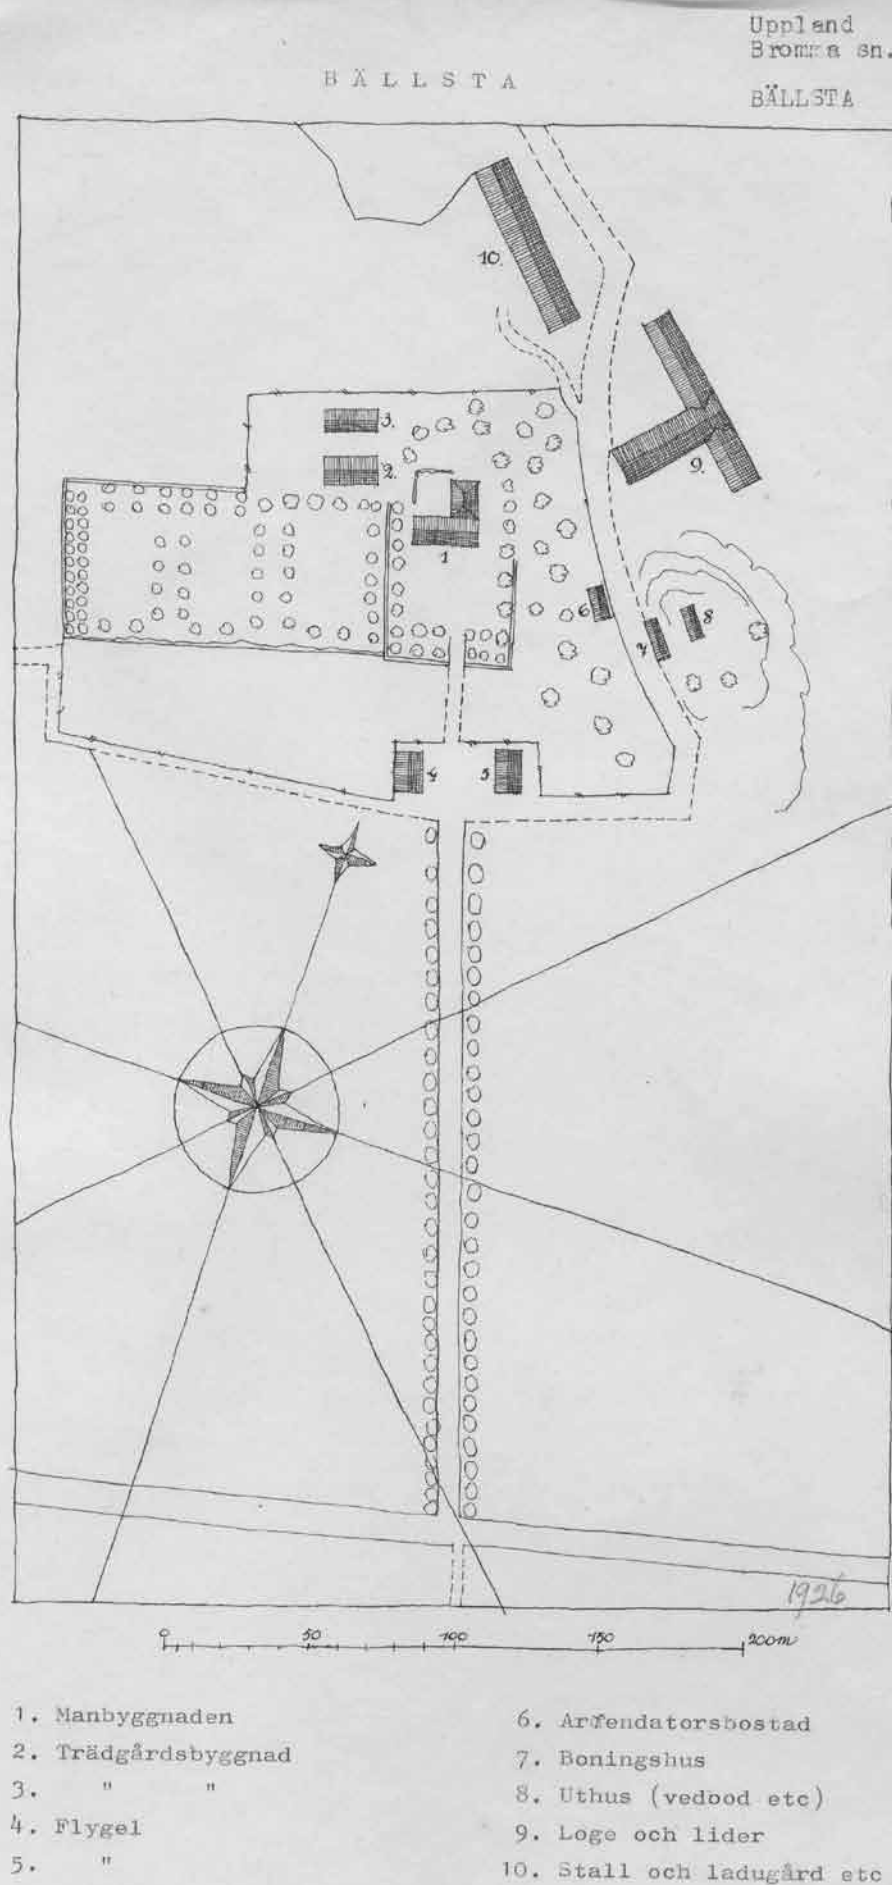 Uppland
Bromma sn.
BÄLLSTA
BÄLLSTA
10.
3.
9.
2.
1
6
8
7
4
5
1926
0 50 100 150 200m
1. Manbyggnaden
2. Trädgårdsbyggnad
3. " "
4. Flygel
5. "
6. Arrendatorsbostad
7. Boningshus
8. Uthus (vedbod etc)
9. Loge och lider
10. Stall och ladugård etc